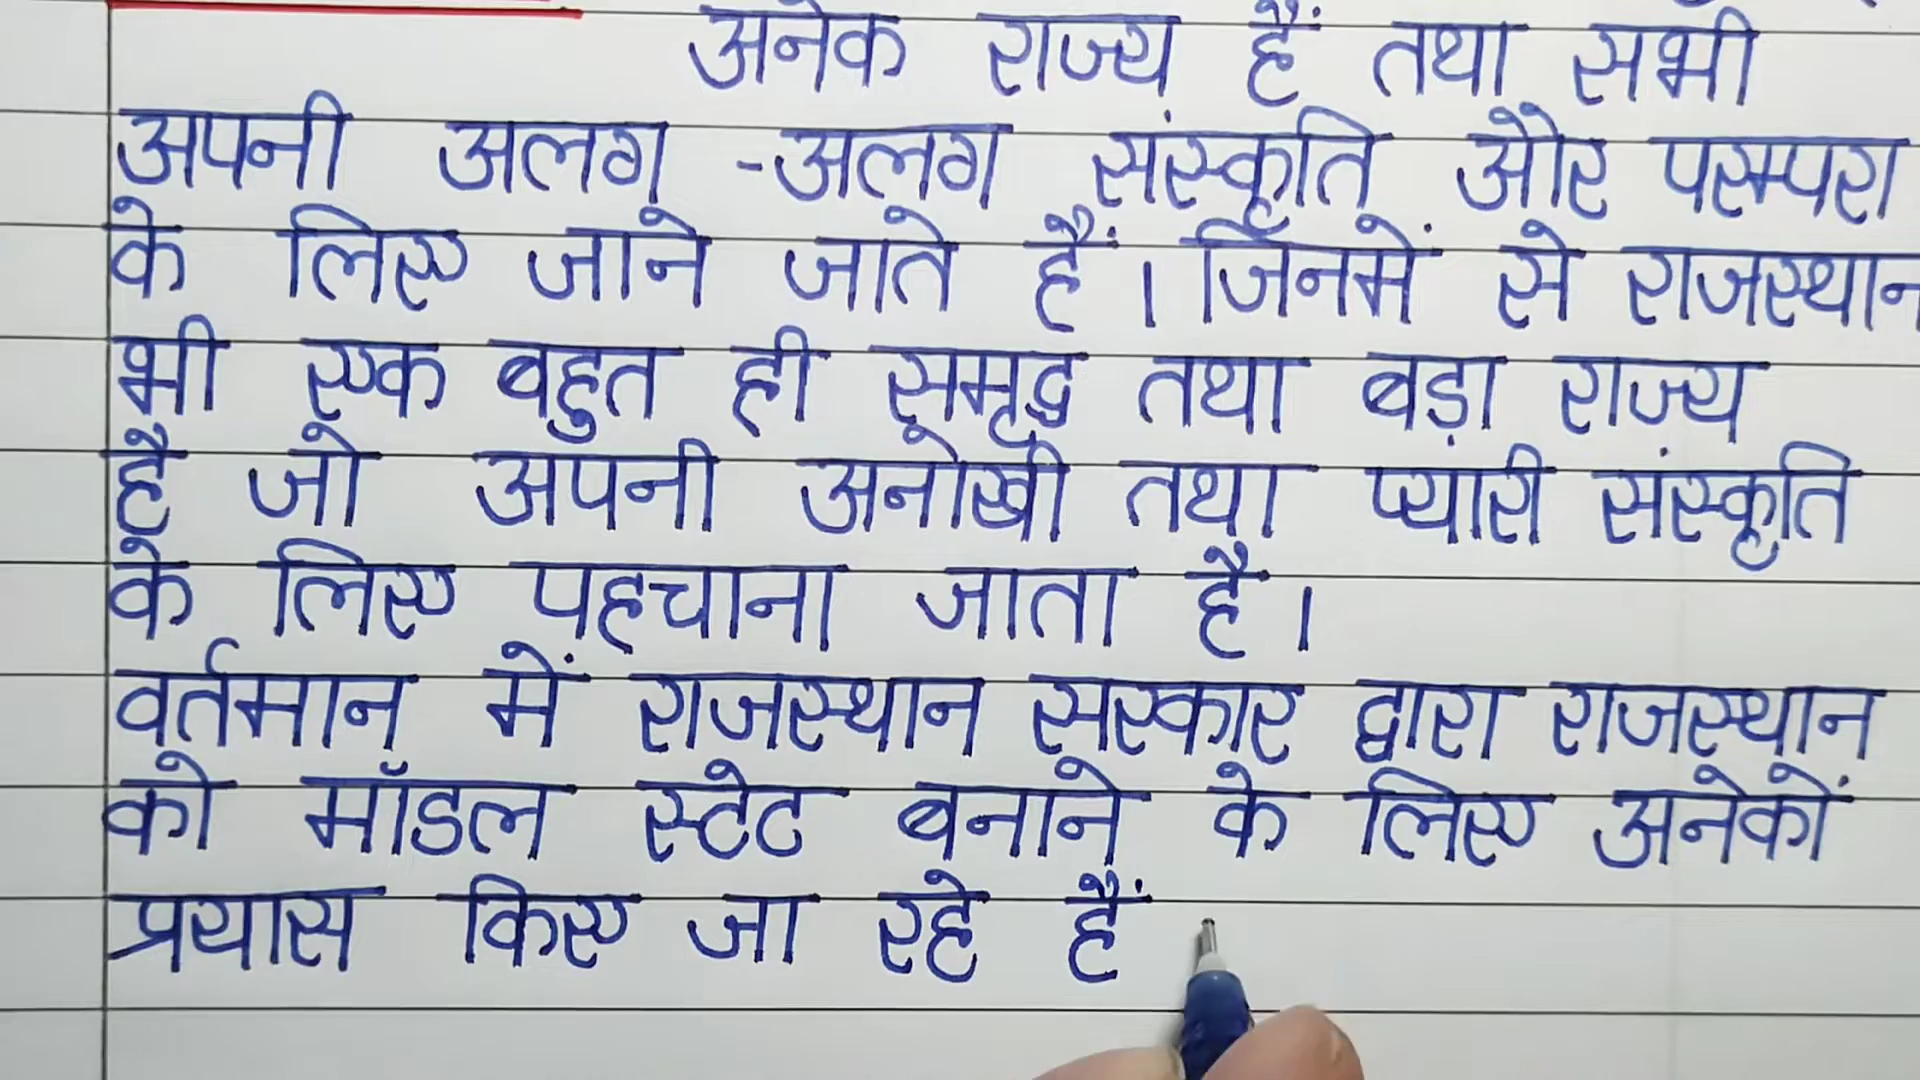 अनेक राज्य हैं तथा सभी
अपनी अलग -अलग संस्कृति और परम्परा
के लिए जाने जाते हैं। जिनमें से राजस्थान
भी एक बहुत ही समृद्ध तथा बड़ा राज्य
है जो अपनी अनोखी तथा प्यारी संस्कृति
के लिए पहचाना जाता है।
वर्तमान में राजस्थान सरकार द्वारा राजस्थान
को मॉडल स्टेट बनाने के लिए अनेकों
प्रयास किए जा रहे हैं